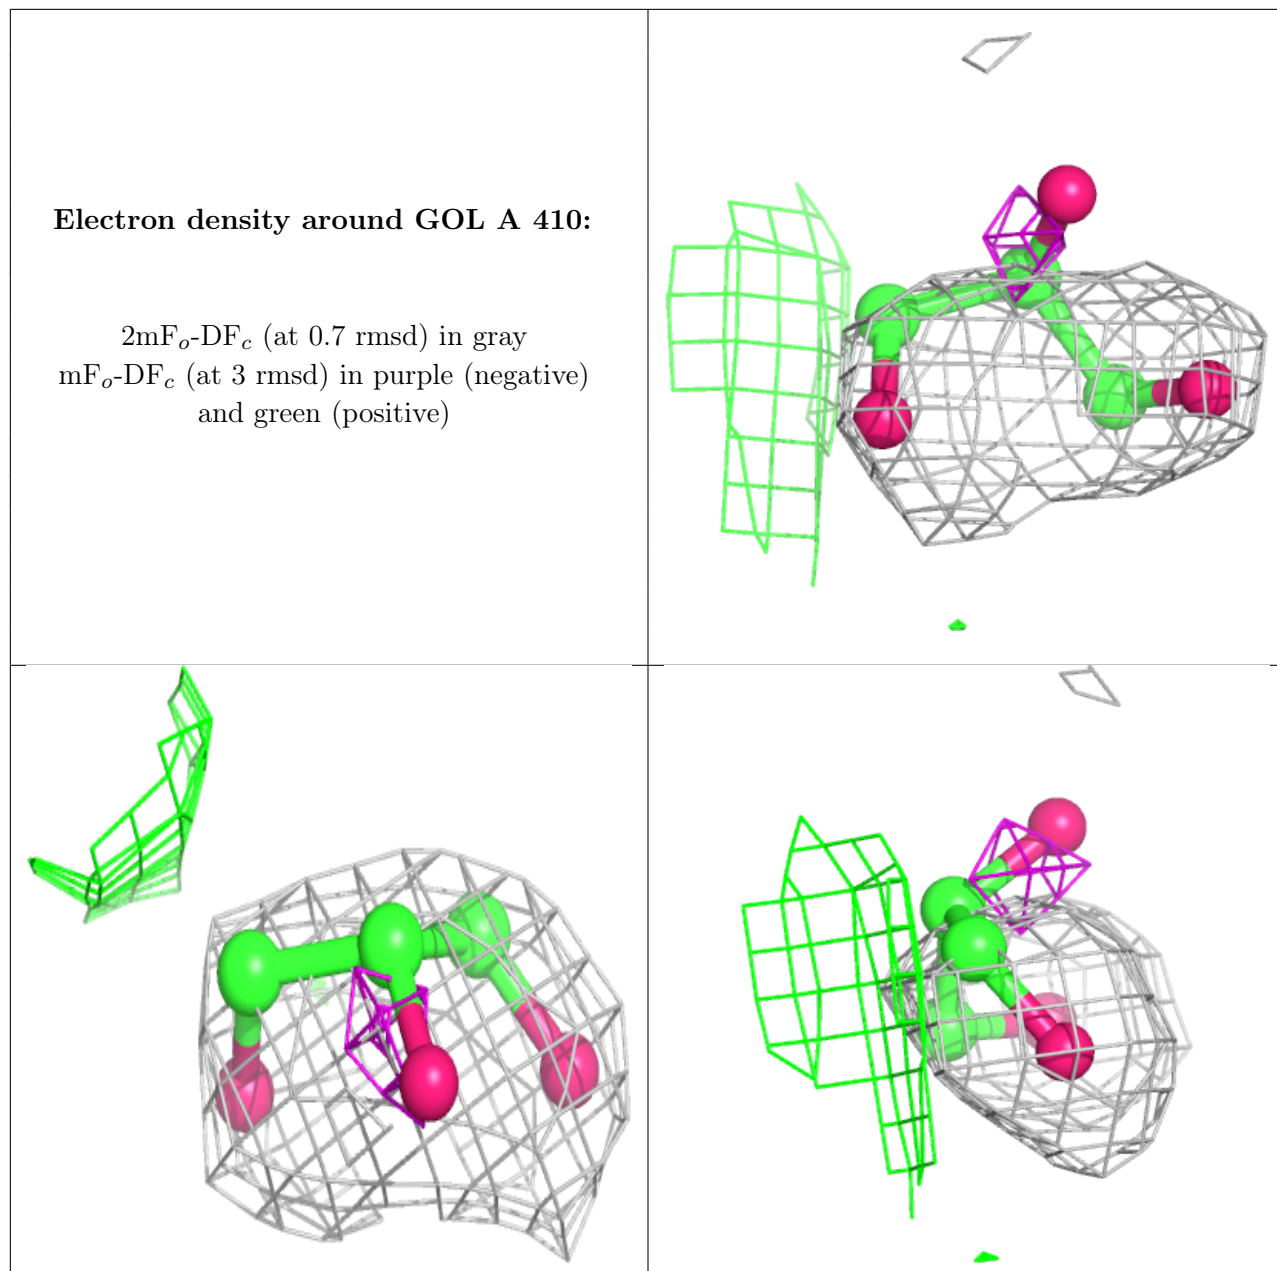 Electron density around GOL A 410:
2mFo-DFc (at 0.7 rmsd) in gray
mFo-DFc (at 3 rmsd) in purple (negative)
and green (positive)